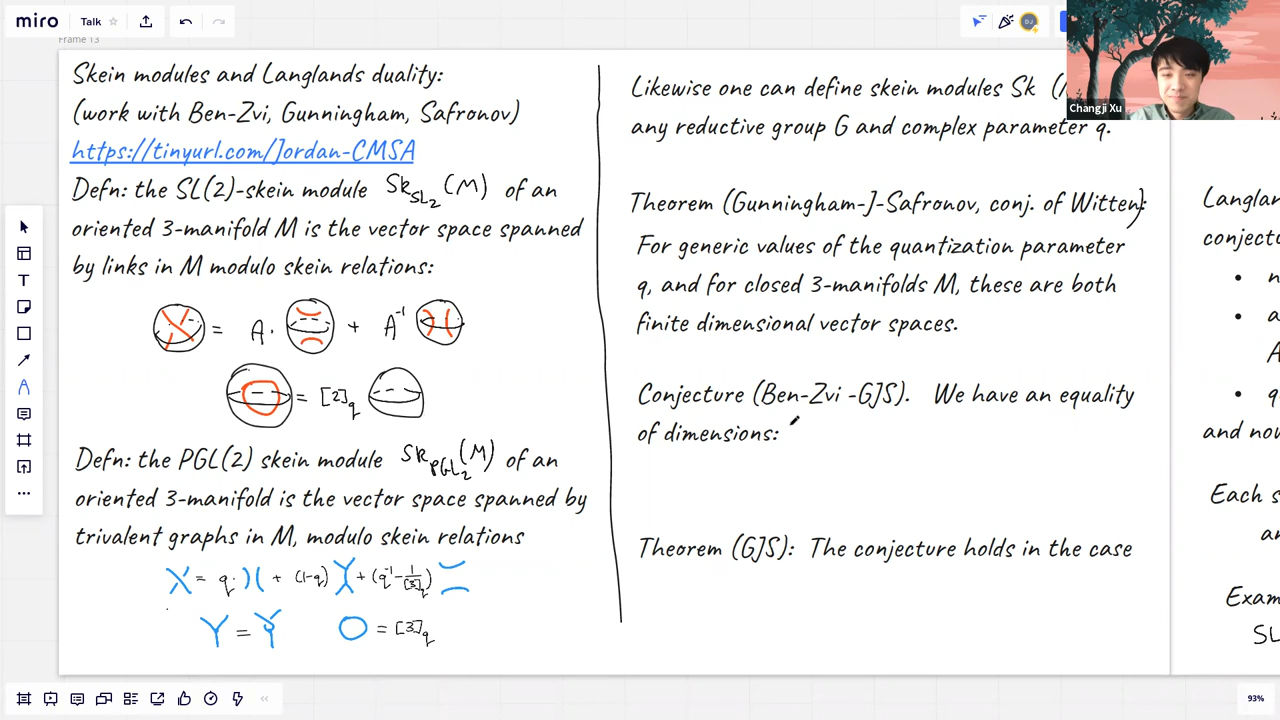 miro
Talk
Frame 13
DJ
Changji Xu
Skein modules and Langlands duality:
(work with Ben-Zvi, Gunningham, Safronov)
https://tinyurl.com/Jordan-CMSA
Defn: the SL(2)-skein module Sk_{SL_2}(M) of an
oriented 3-manifold M is the vector space spanned
by links in M modulo skein relations:
= A· + A^{-1}
= [2]_q
Defn: the PGL(2) skein module Sk_{PGL_2}(M) of an
oriented 3-manifold is the vector space spanned by
trivalent graphs in M, modulo skein relations
= q· + (1-q) + (q^{-1} - 1/[3]_q)
= 
= [3]_q
Likewise one can define skein modules Sk
any reductive group G and complex parameter q.
Theorem (Gunningham-J-Safronov, conj. of Witten):
For generic values of the quantization parameter
q, and for closed 3-manifolds M, these are both
finite dimensional vector spaces.
Conjecture (Ben-Zvi -GJS). We have an equality
of dimensions:
Theorem (GJS): The conjecture holds in the case
Langlan
conject
• n
• a
A
• q
and now
Each s
an
Exam
SL
93%